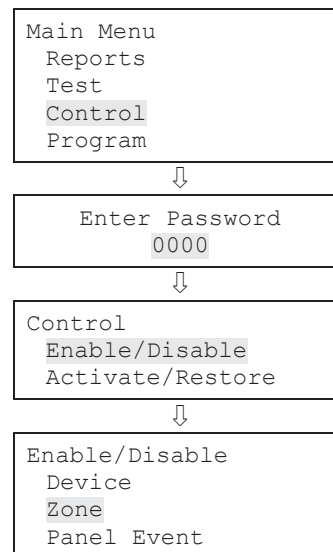 Main Menu
Reports
Test
Control
Program
⇩
Enter Password
0000
⇩
Control
Enable/Disable
Activate/Restore
⇩
Enable/Disable
Device
Zone
Panel Event